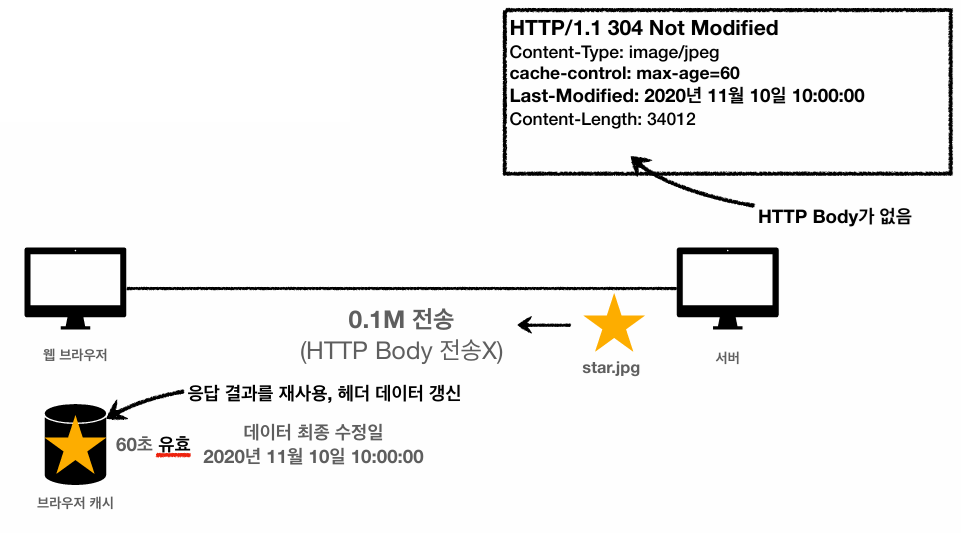 HTTP/1.1 304 Not Modified
Content-Type: image/jpeg
cache-control: max-age=60
Last-Modified: 2020년 11월 10일 10:00:00
Content-Length: 34012
HTTP Body가 없음
0.1M 전송
(HTTP Body 전송X)
star.jpg
웹 브라우저
서버
응답 결과를 재사용, 헤더 데이터 갱신
60초 유효
데이터 최종 수정일
2020년 11월 10일 10:00:00
브라우저 캐시